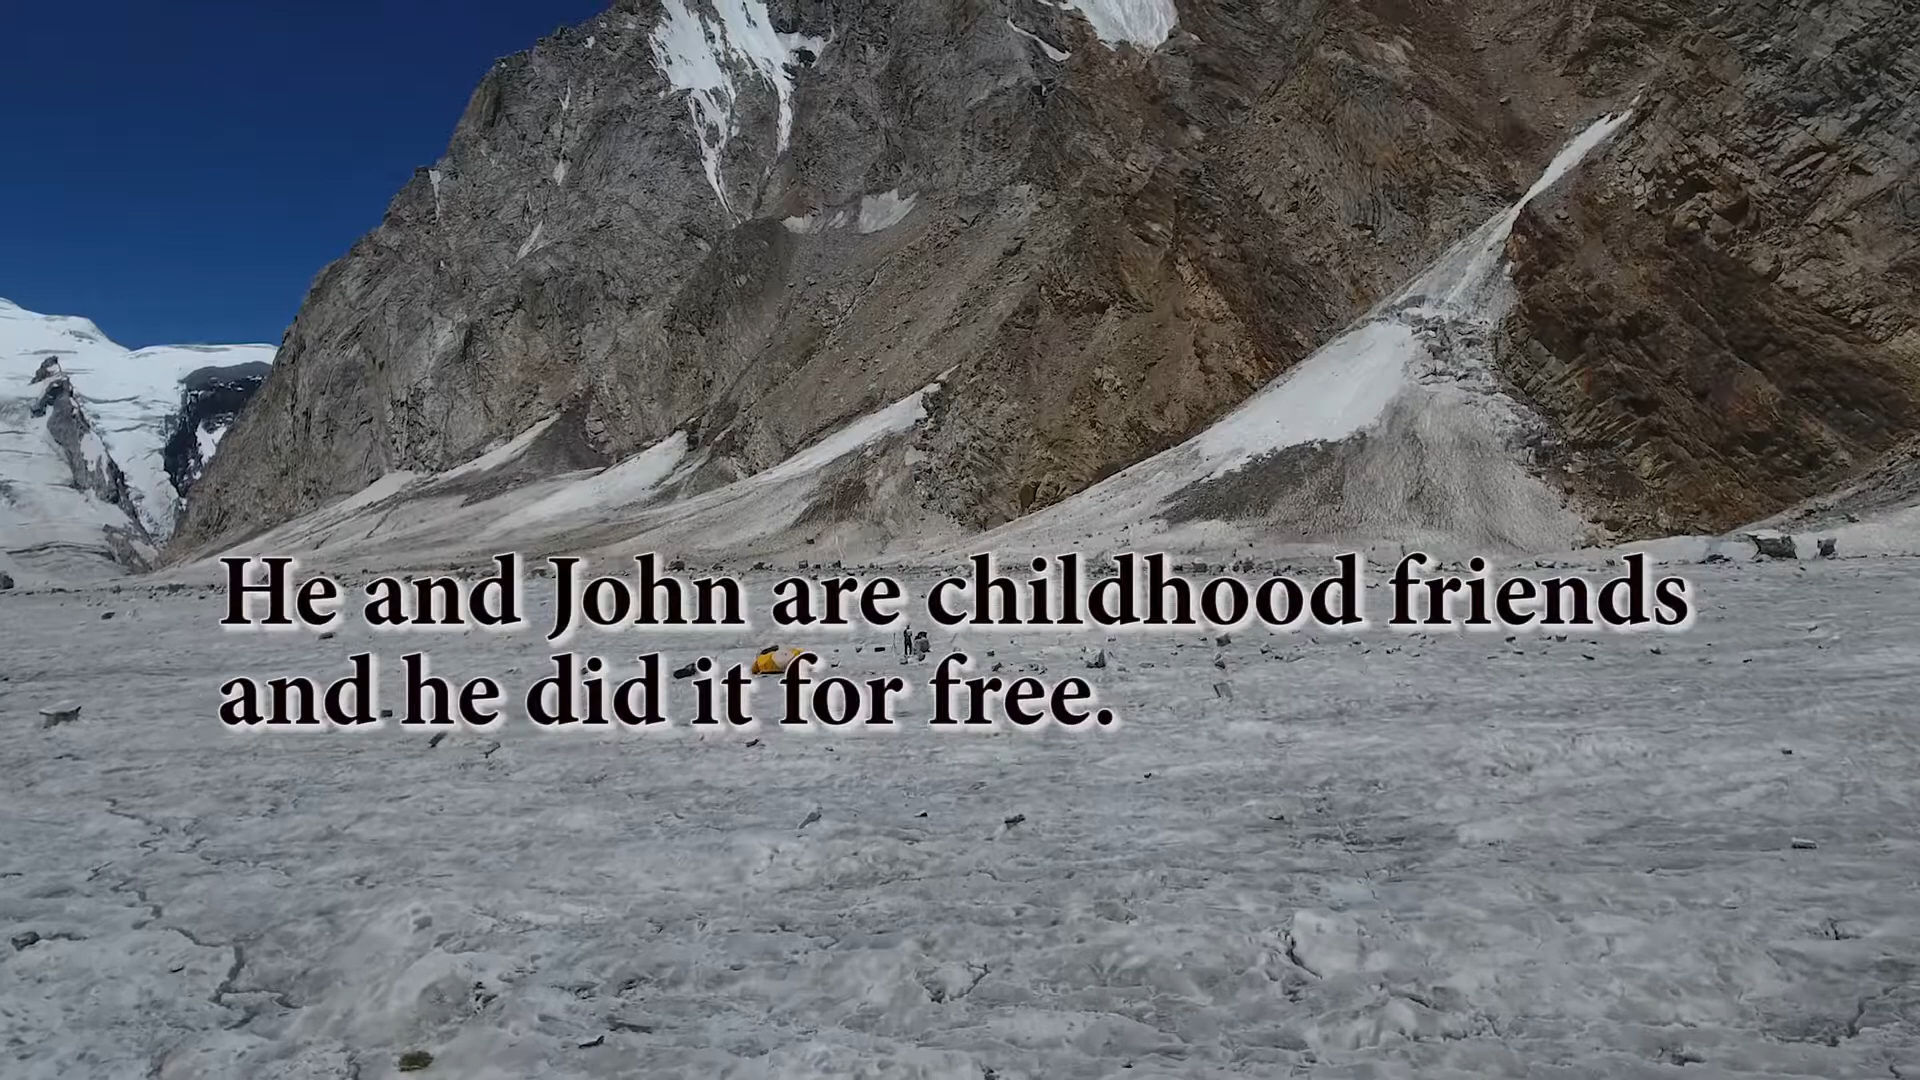 He and John are childhood friends
and he did it for free.